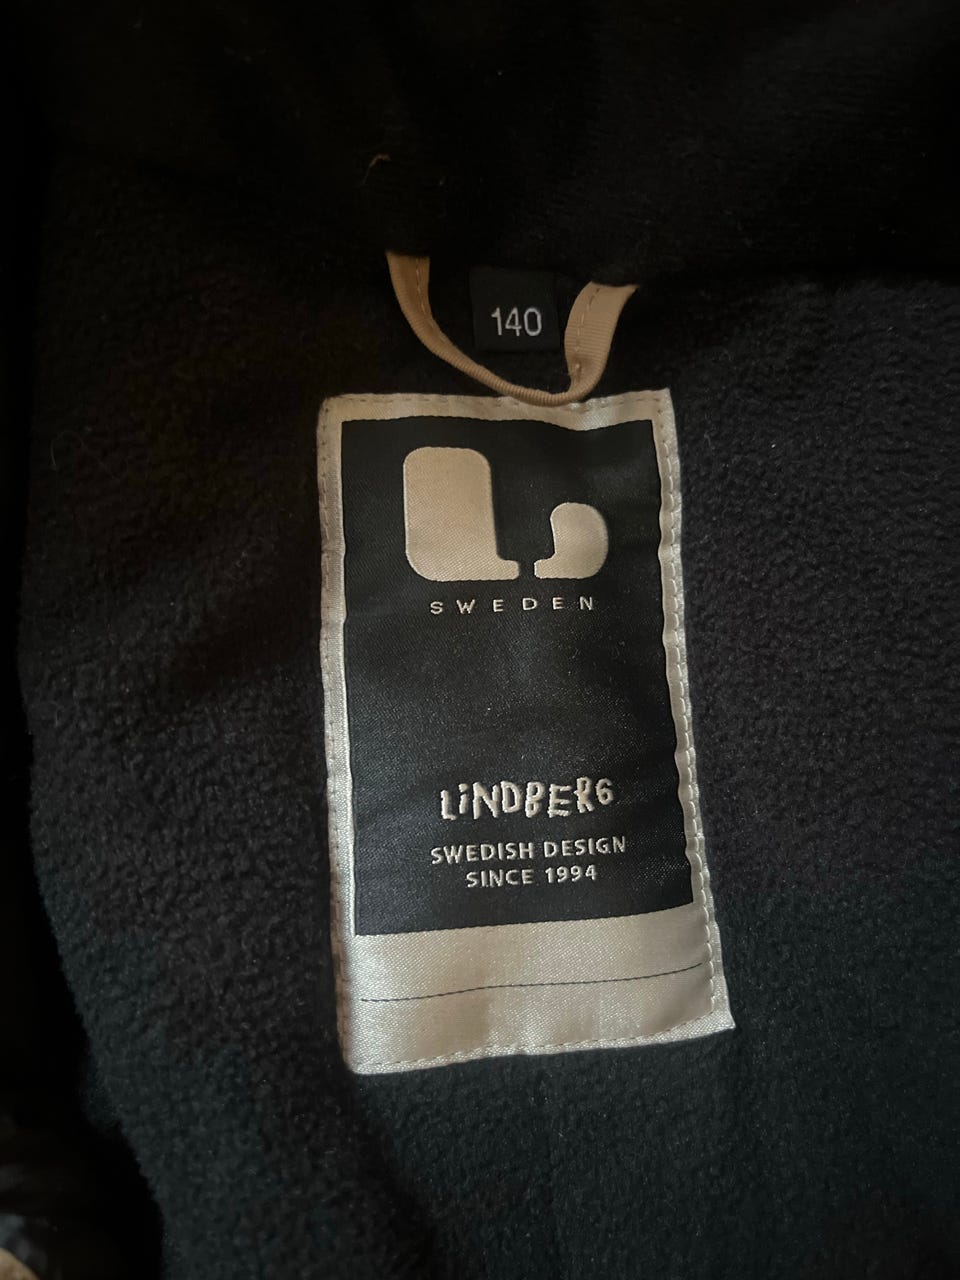 140
SWEDEN
LiNDBERG
SWEDISH DESIGN
SINCE 1994